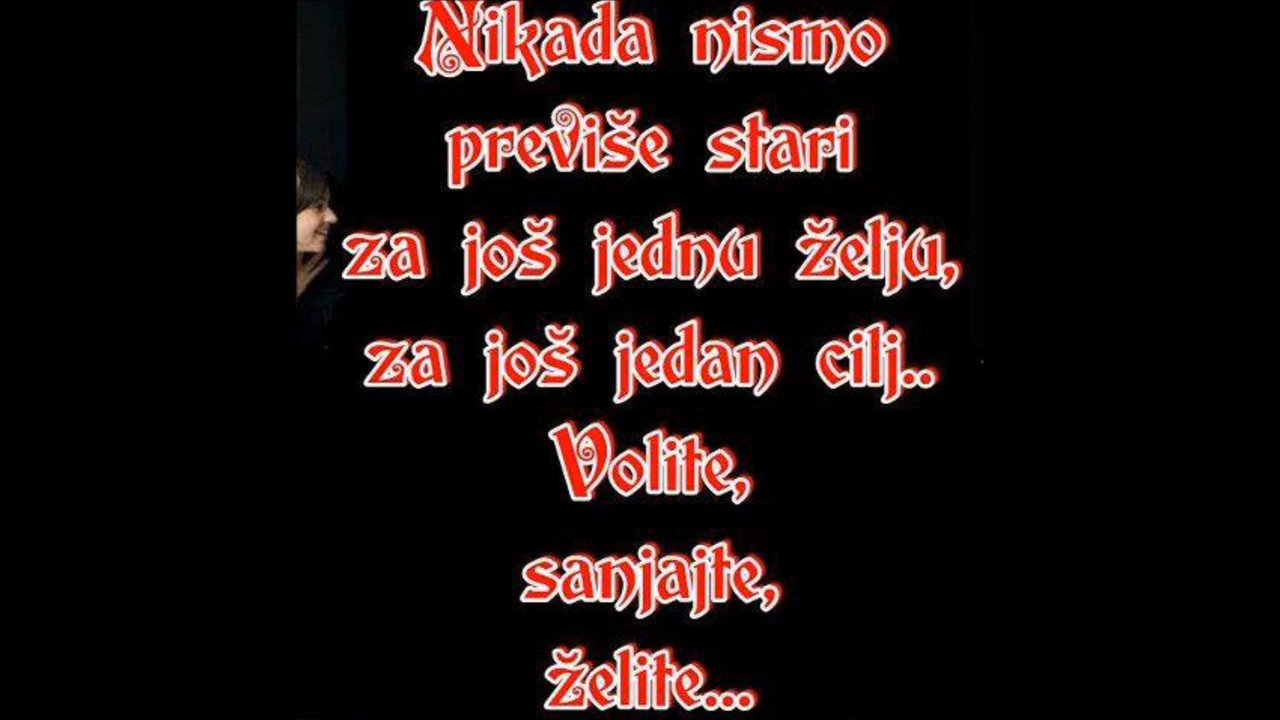 Nikada nismo
previše stari
za još jednu želju,
za još jedan cilj..
Volite,
sanjajte,
želite...